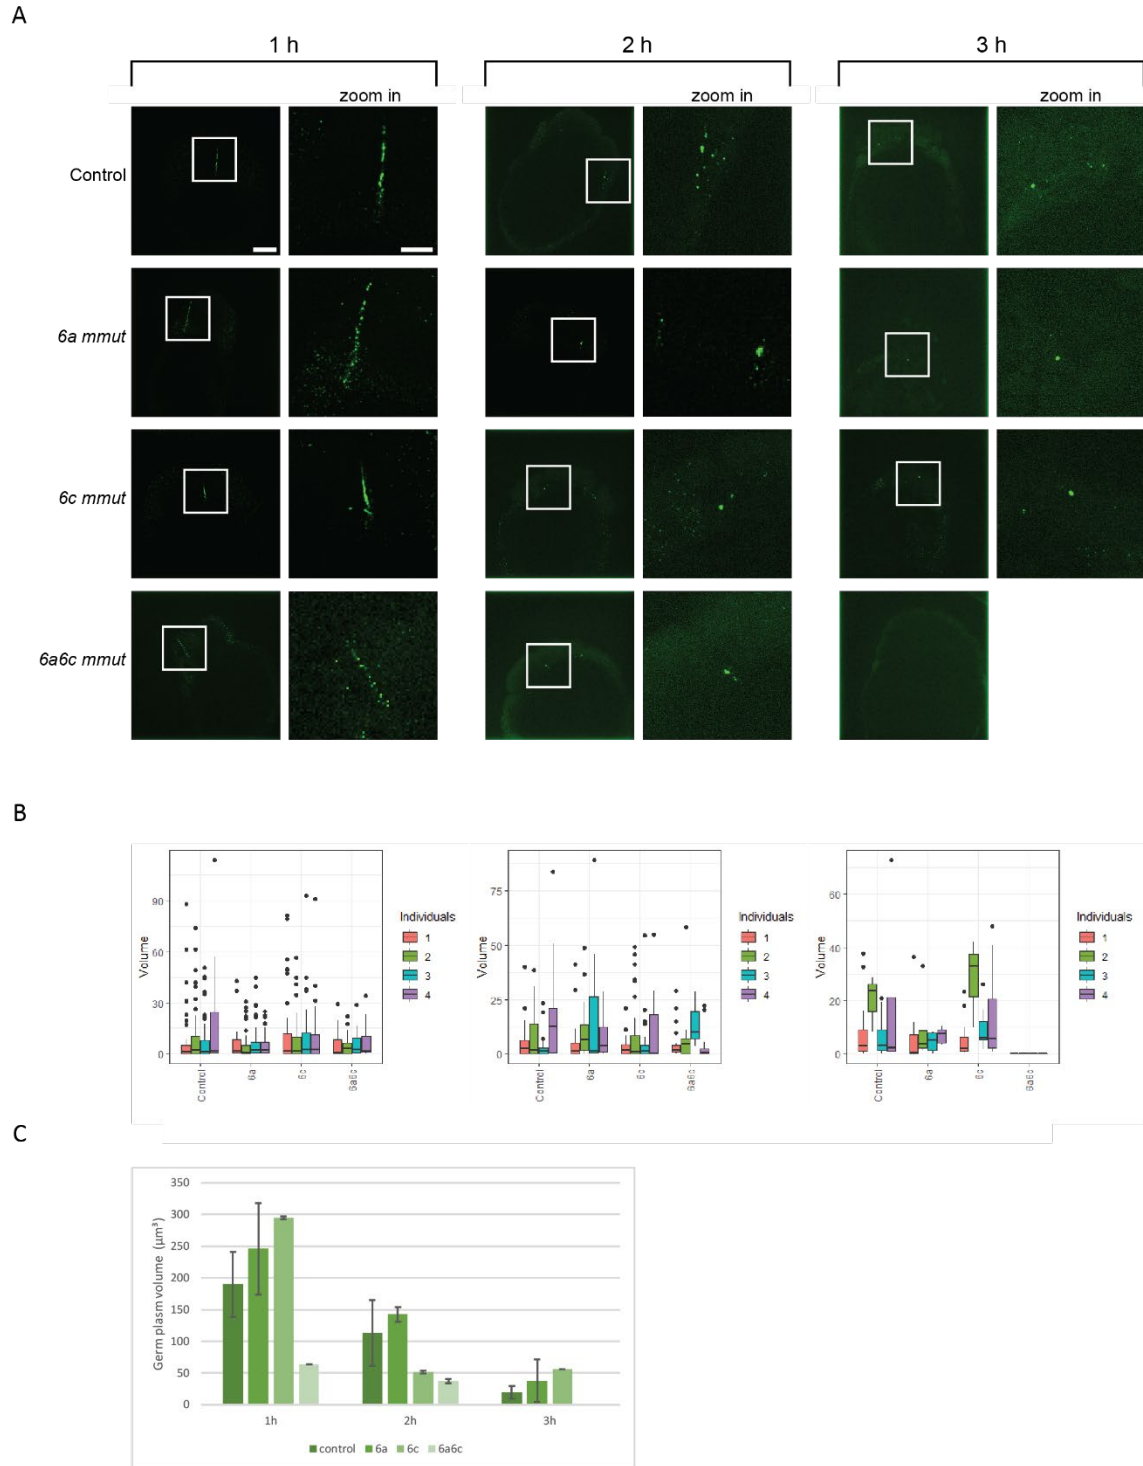 A
1 h 2 h 3 h
zoom in zoom in zoom in
Control
6a mmut
6c mmut
6a6c mmut
B
Volume
90
60
30
0
Control 6a 6c 6a6c
Individuals
1
2
3
4
Volume
75
50
25
0
Control 6a 6c 6a6c
Individuals
1
2
3
4
Volume
60
40
20
0
Control 6a 6c 6a6c
Individuals
1
2
3
4
C
Germ plasm volume (µm³)
350
300
250
200
150
100
50
0
1h 2h 3h
control 6a 6c 6a6c